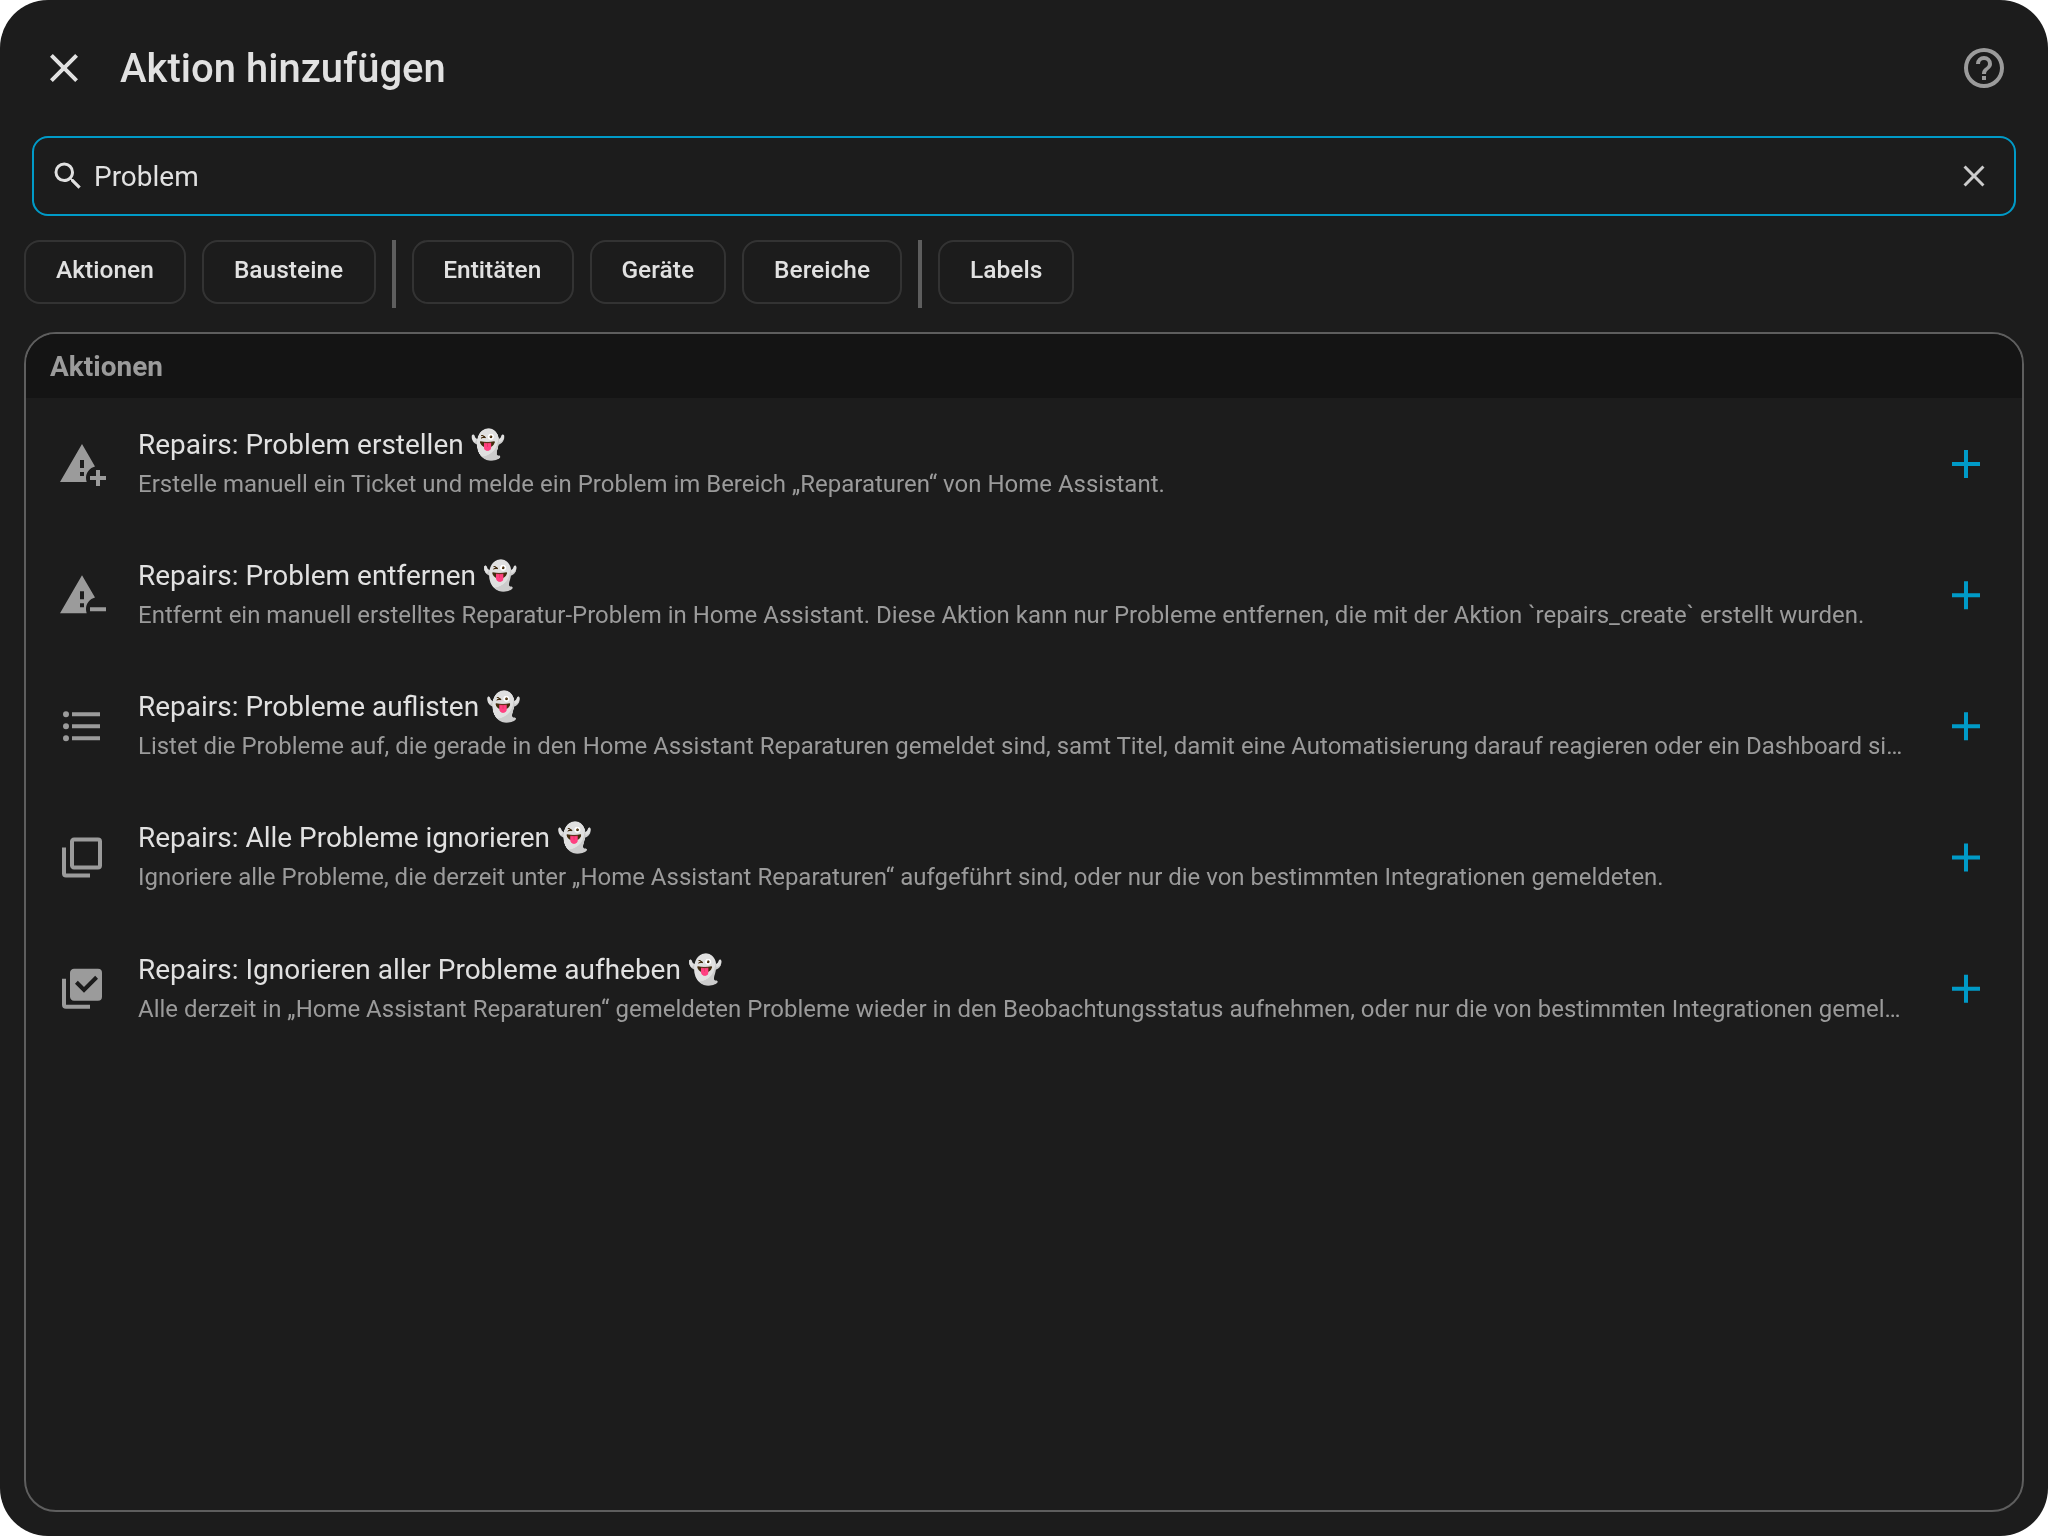 Aktion hinzufügen
Problem
Aktionen
Bausteine
Entitäten
Geräte
Bereiche
Labels
Aktionen
Repairs: Problem erstellen 👻
Erstelle manuell ein Ticket und melde ein Problem im Bereich „Reparaturen“ von Home Assistant.
Repairs: Problem entfernen 👻
Entfernt ein manuell erstelltes Reparatur-Problem in Home Assistant. Diese Aktion kann nur Probleme entfernen, die mit der Aktion `repairs_create` erstellt wurden.
Repairs: Probleme auflisten 👻
Listet die Probleme auf, die gerade in den Home Assistant Reparaturen gemeldet sind, samt Titel, damit eine Automatisierung darauf reagieren oder ein Dashboard si…
Repairs: Alle Probleme ignorieren 👻
Ignoriere alle Probleme, die derzeit unter „Home Assistant Reparaturen“ aufgeführt sind, oder nur die von bestimmten Integrationen gemeldeten.
Repairs: Ignorieren aller Probleme aufheben 👻
Alle derzeit in „Home Assistant Reparaturen“ gemeldeten Probleme wieder in den Beobachtungsstatus aufnehmen, oder nur die von bestimmten Integrationen gemel…